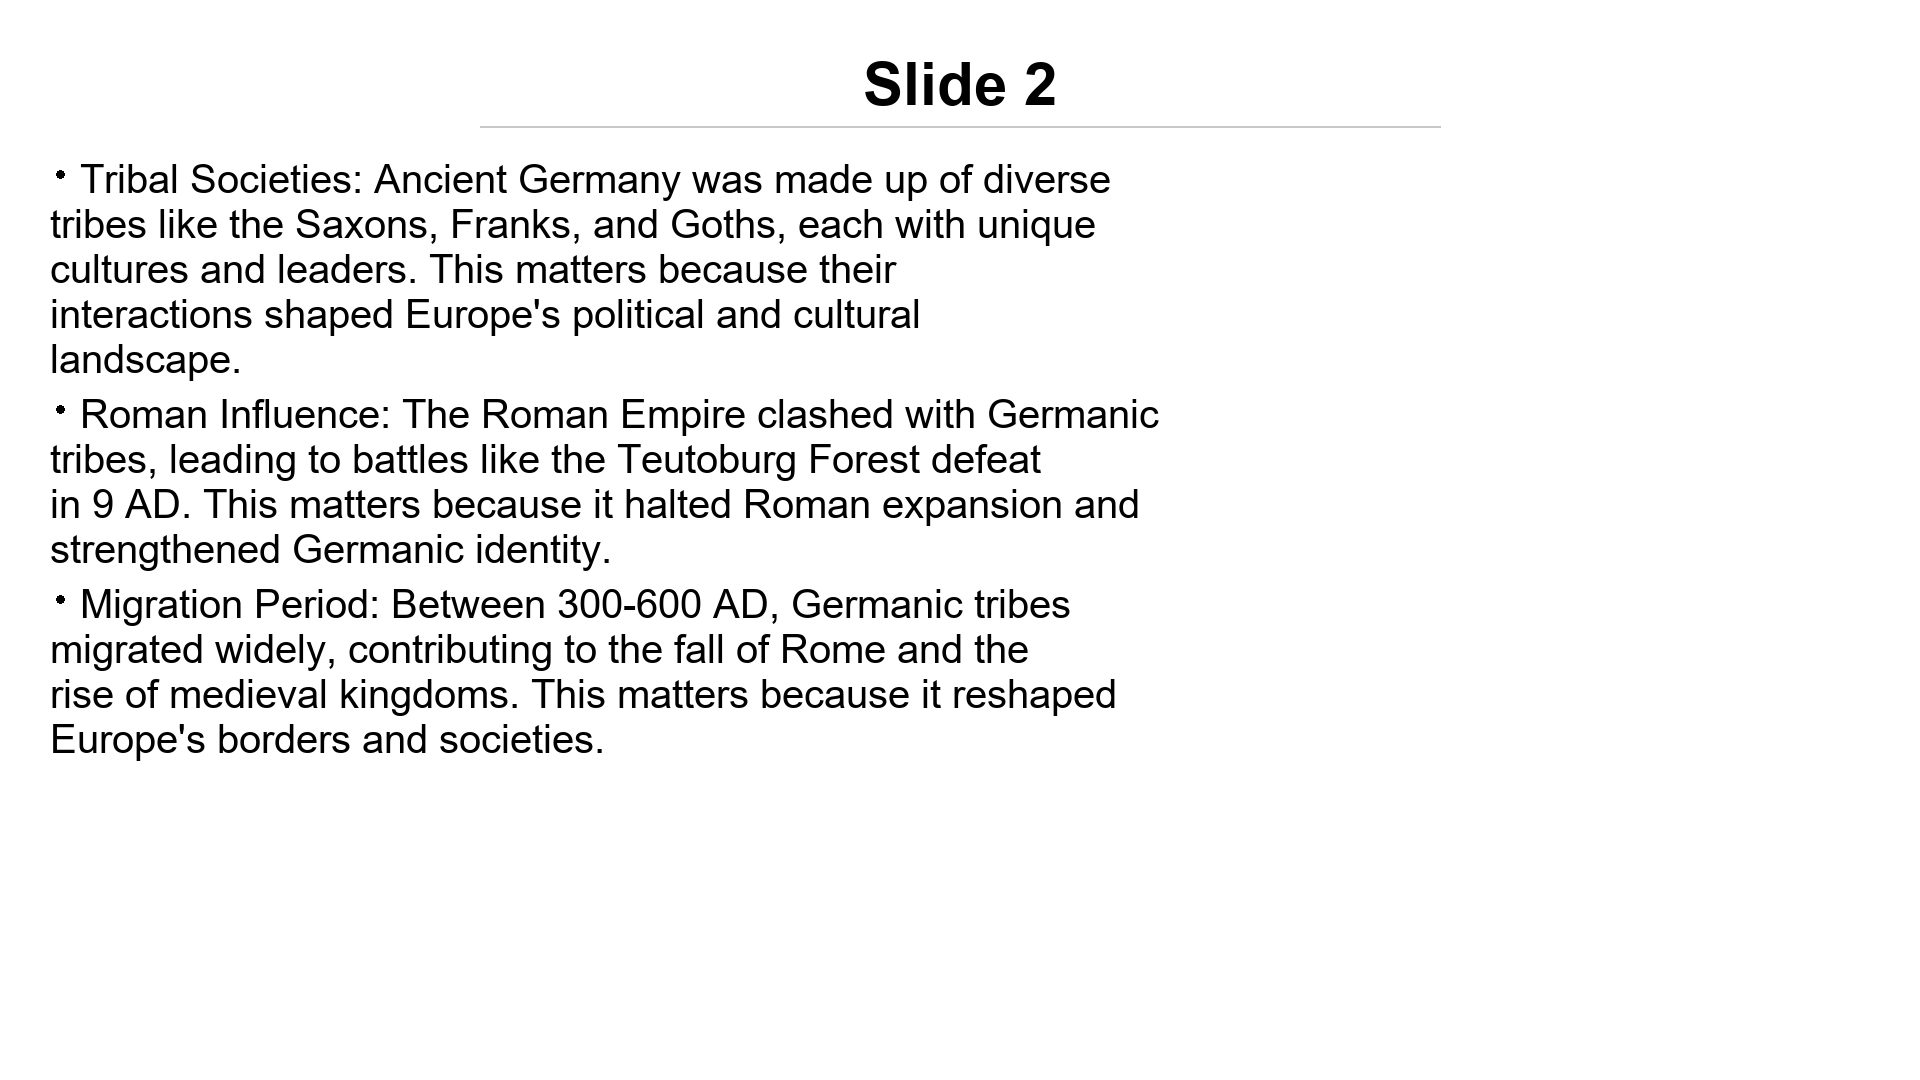 Slide 2
• Tribal Societies: Ancient Germany was made up of diverse
tribes like the Saxons, Franks, and Goths, each with unique
cultures and leaders. This matters because their
interactions shaped Europe's political and cultural
landscape.
• Roman Influence: The Roman Empire clashed with Germanic
tribes, leading to battles like the Teutoburg Forest defeat
in 9 AD. This matters because it halted Roman expansion and
strengthened Germanic identity.
• Migration Period: Between 300-600 AD, Germanic tribes
migrated widely, contributing to the fall of Rome and the
rise of medieval kingdoms. This matters because it reshaped
Europe's borders and societies.